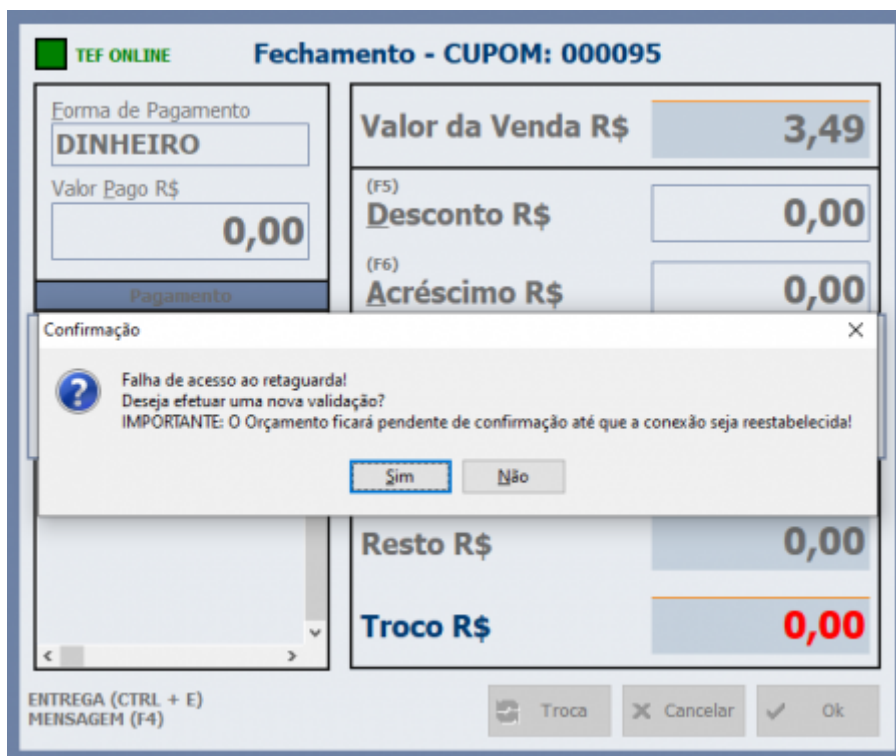 TEF ONLINE
Fechamento - CUPOM: 000095
Forma de Pagamento
DINHEIRO
Valor Pago R$
0,00
Pagamento
Valor da Venda R$
3,49
(F5)
Desconto R$
0,00
(F6)
Acréscimo R$
0,00
Confirmação
Falha de acesso ao retaguarda!
Deseja efetuar uma nova validação?
IMPORTANTE: O Orçamento ficará pendente de confirmação até que a conexão seja reestabelecida!
Sim
Não
Resto R$
0,00
Troco R$
0,00
ENTREGA (CTRL + E)
MENSAGEM (F4)
Troca
Cancelar
Ok